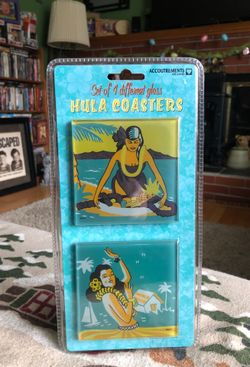 ACCOUTREMENTS
Set of 4 different glass
HULA COASTERS
SCAPED